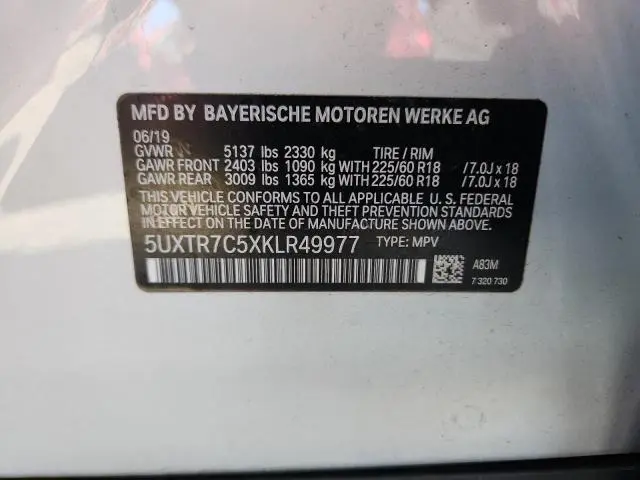 MFD BY BAYERISCHE MOTOREN WERKE AG
06/19
GVWR 5137 lbs 2330 kg TIRE / RIM
GAWR FRONT 2403 lbs 1090 kg WITH 225/60 R18 /7.0J x 18
GAWR REAR 3009 lbs 1365 kg WITH 225/60 R18 /7.0J x 18
THIS VEHICLE CONFORMS TO ALL APPLICABLE U. S. FEDERAL
MOTOR VEHICLE SAFETY AND THEFT PREVENTION STANDARDS
IN EFFECT ON THE DATE OF MANUFACTURE SHOWN ABOVE.
5UXTR7C5XKLR49977 TYPE: MPV
A83M
7 320 730